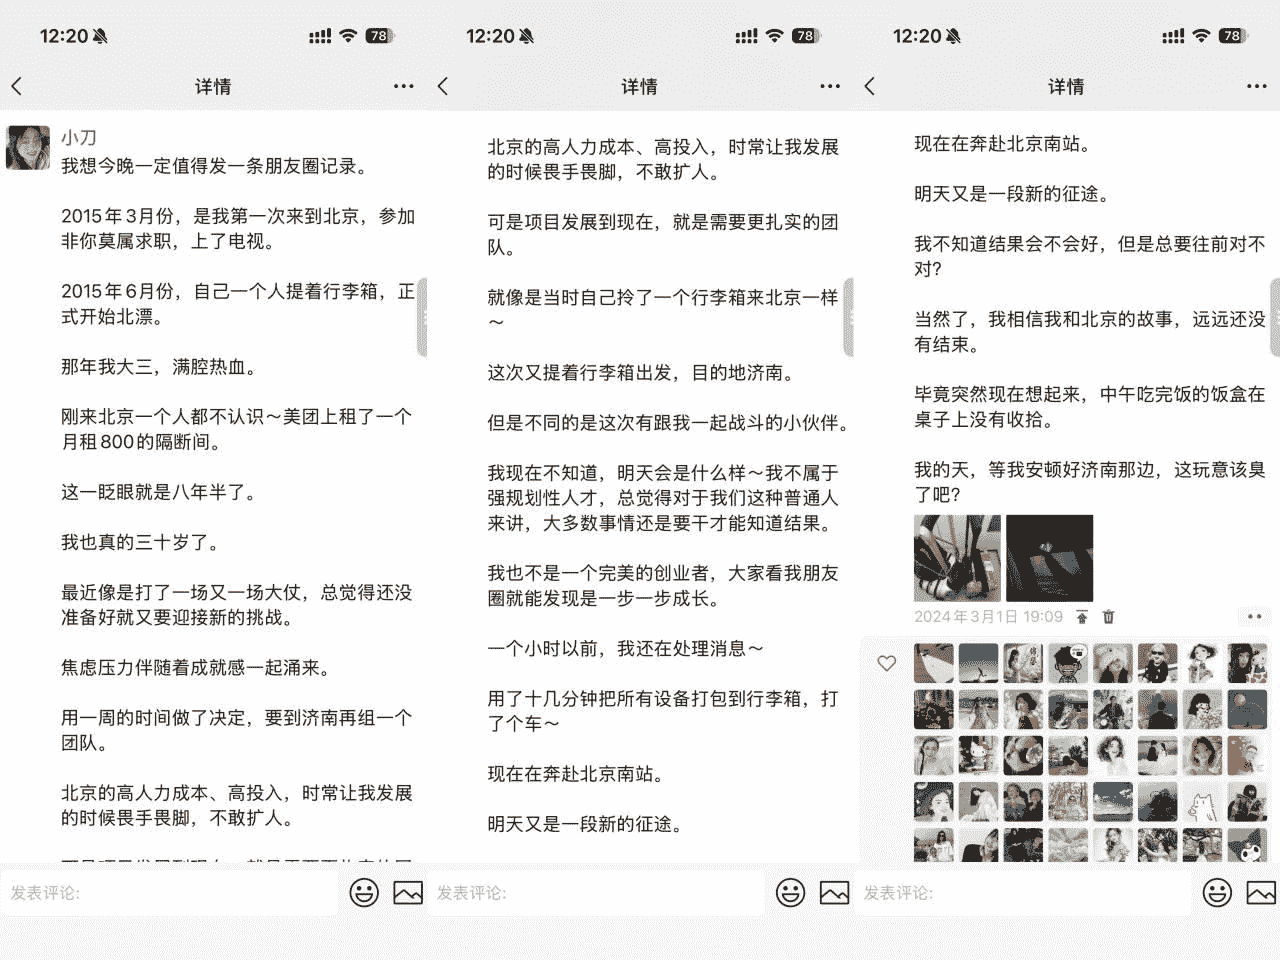 12:20
78
详情
小刀
我想今晚一定值得发一条朋友圈记录。
2015年3月份，是我第一次来到北京，参加
非你莫属求职，上了电视。
2015年6月份，自己一个人提着行李箱，正
式开始北漂。
那年我大三，满腔热血。
刚来北京一个人都不认识～美团上租了一个
月租800的隔断间。
这一眨眼就是八年半了。
我也真的三十岁了。
最近像是打了一场又一场大仗，总觉得还没
准备好就又要迎接新的挑战。
焦虑压力伴随着成就感一起涌来。
用一周的时间做了决定，要到济南再组一个
团队。
北京的高人力成本、高投入，时常让我发展
的时候畏手畏脚，不敢扩人。
发表评论:
12:20
78
详情
北京的高人力成本、高投入，时常让我发展
的时候畏手畏脚，不敢扩人。
可是项目发展到现在，就是需要更扎实的团
队。
就像是当时自己拎了一个行李箱来北京一样
～
这次又提着行李箱出发，目的地济南。
但是不同的是这次有跟我一起战斗的小伙伴。
我现在不知道，明天会是什么样～我不属于
强规划性人才，总觉得对于我们这种普通人
来讲，大多数事情还是要干才能知道结果。
我也不是一个完美的创业者，大家看我朋友
圈就能发现是一步一步成长。
一个小时以前，我还在处理消息～
用了十几分钟把所有设备打包到行李箱，打
了个车～
现在在奔赴北京南站。
明天又是一段新的征途。
发表评论:
12:20
78
详情
现在在奔赴北京南站。
明天又是一段新的征途。
我不知道结果会不会好，但是总要往前对不
对?
当然了，我相信我和北京的故事，远远还没
有结束。
毕竟突然现在想起来，中午吃完饭的饭盒在
桌子上没有收拾。
我的天，等我安顿好济南那边，这玩意该臭
了吧?
2024年3月1日 19:09
发表评论: